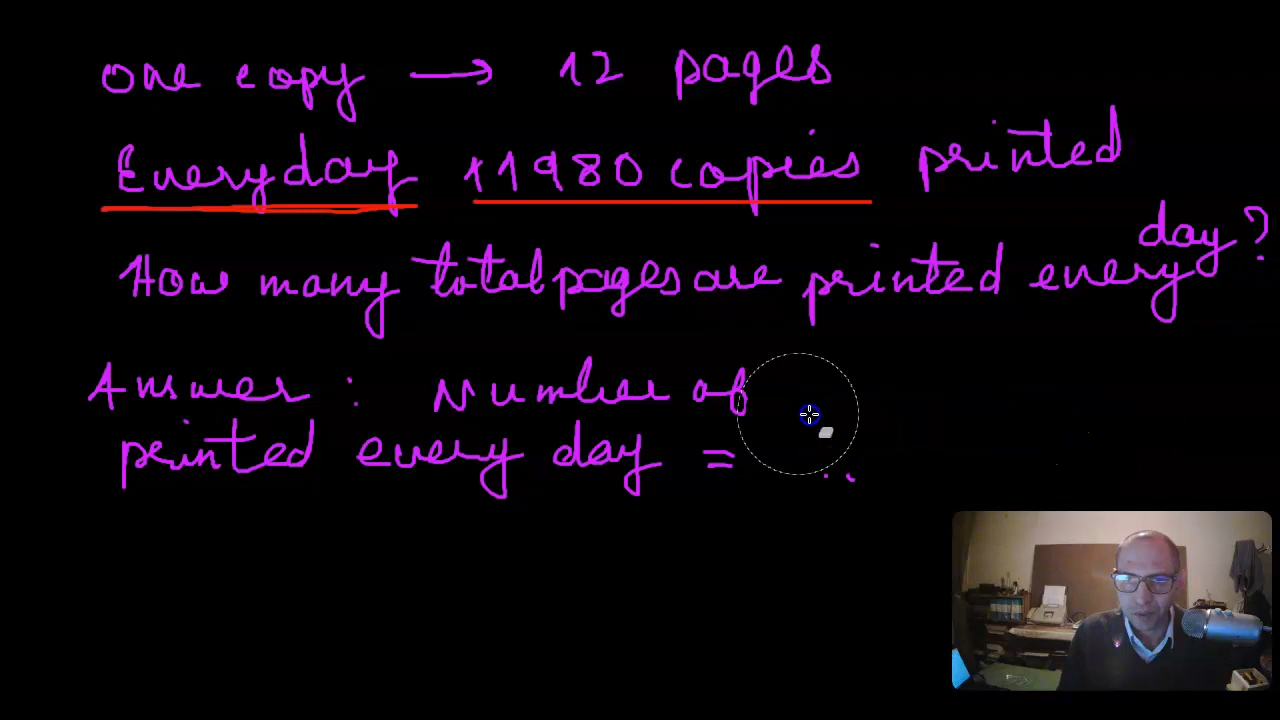 One copy → 12 pages
Everyday 11980 copies printed
How many total pages are printed every day?
Answer : Number of
printed every day = ..